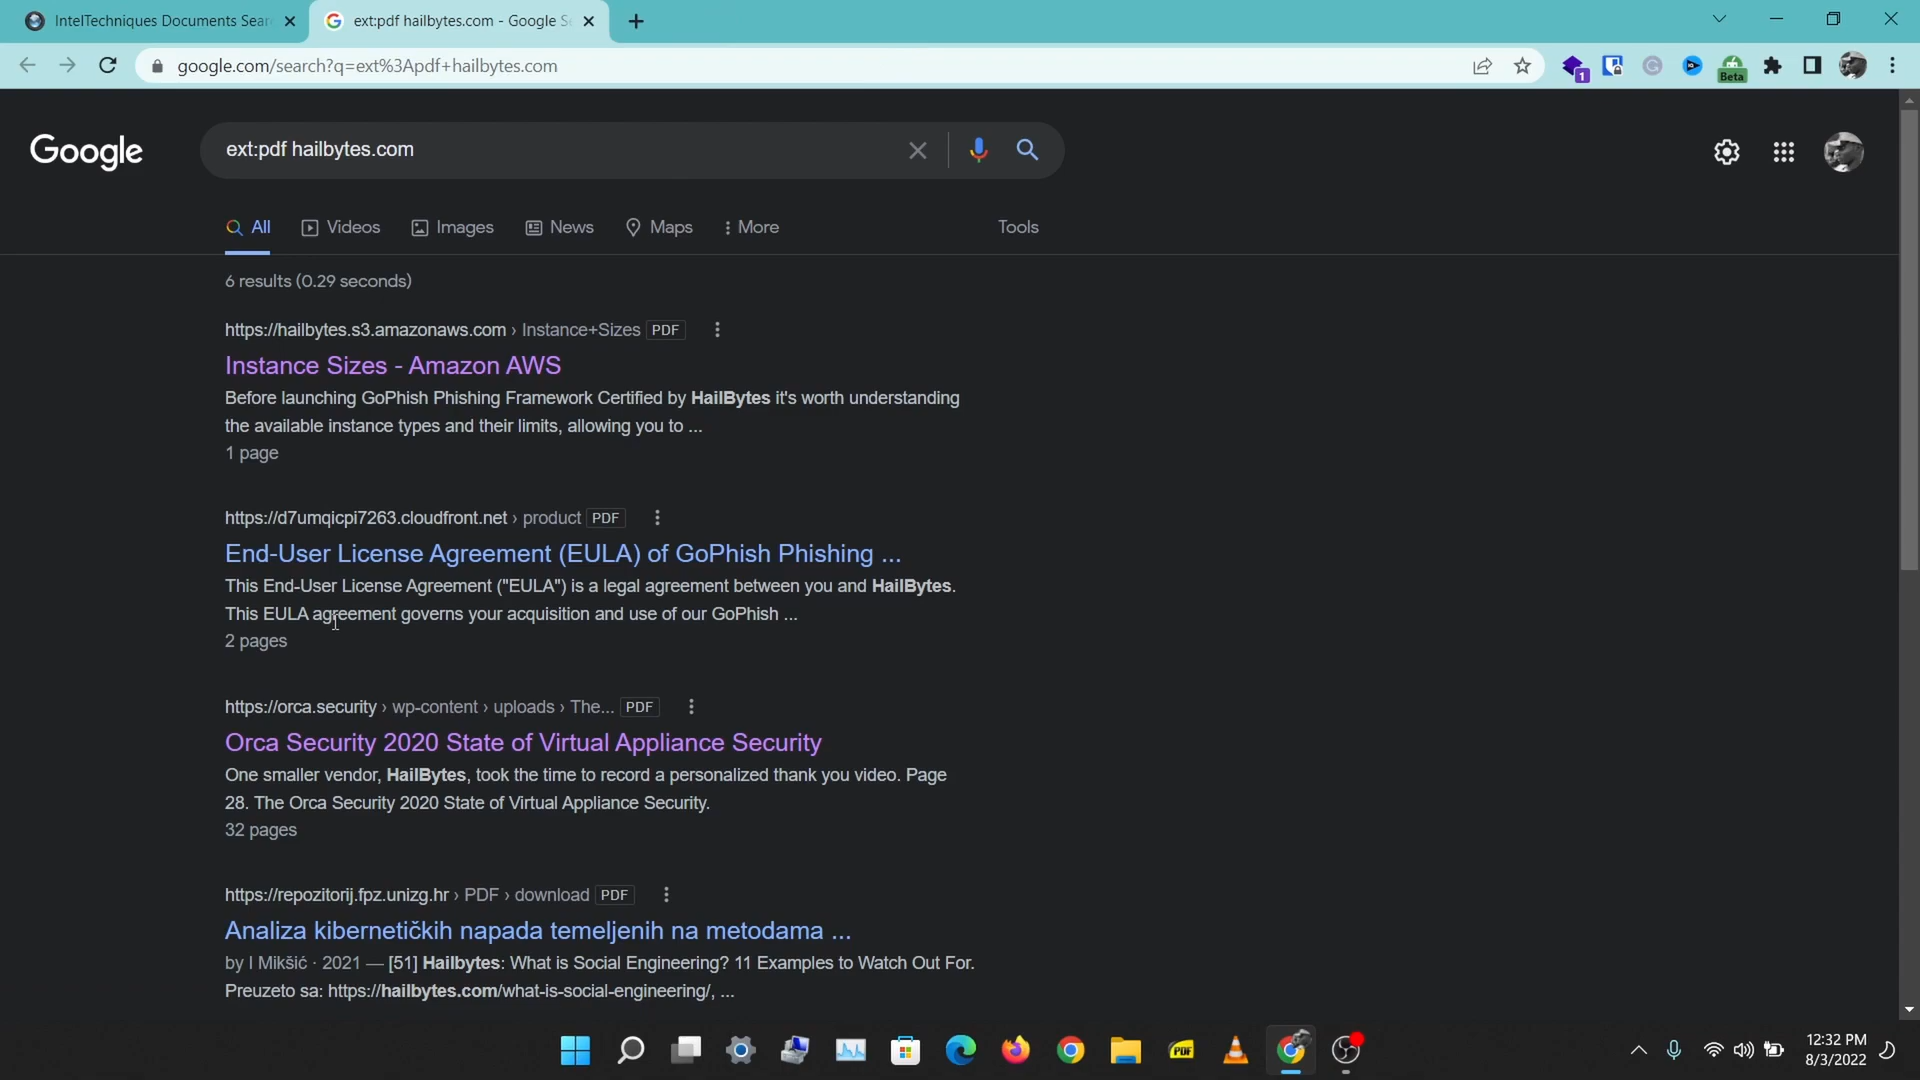 IntelTechniques Documents Sear
ext:pdf hailbytes.com - Google S
google.com/search?q=ext%3Apdf+hailbytes.com
1
Beta
Google
ext:pdf hailbytes.com
All
Videos
Images
News
Maps
More
Tools
6 results (0.29 seconds)
https://hailbytes.s3.amazonaws.com › Instance+Sizes PDF
Instance Sizes - Amazon AWS
Before launching GoPhish Phishing Framework Certified by HailBytes it's worth understanding
the available instance types and their limits, allowing you to ...
1 page
https://d7umqicpi7263.cloudfront.net › product PDF
End-User License Agreement (EULA) of GoPhish Phishing ...
This End-User License Agreement ("EULA") is a legal agreement between you and HailBytes.
This EULA agreement governs your acquisition and use of our GoPhish ...
2 pages
https://orca.security › wp-content › uploads › The... PDF
Orca Security 2020 State of Virtual Appliance Security
One smaller vendor, HailBytes, took the time to record a personalized thank you video. Page
28. The Orca Security 2020 State of Virtual Appliance Security.
32 pages
https://repozitorij.fpz.unizg.hr › PDF › download PDF
Analiza kibernetičkih napada temeljenih na metodama ...
by I Mikšić · 2021 — [51] Hailbytes: What is Social Engineering? 11 Examples to Watch Out For.
Preuzeto sa: https://hailbytes.com/what-is-social-engineering/, ...
PDF
12:32 PM
8/3/2022